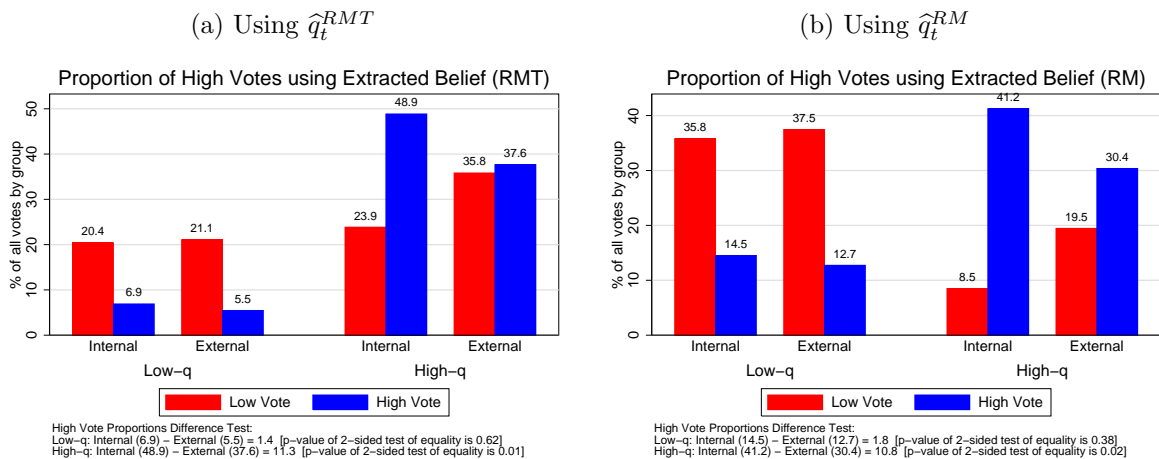 (a) Using q̂_t^{RMT}
Proportion of High Votes using Extracted Belief (RMT)
% of all votes by group
50
40
30
20
10
0
20.4
6.9
21.1
5.5
23.9
48.9
35.8
37.6
Internal External Internal External
Low−q High−q
Low Vote High Vote
High Vote Proportions Difference Test:
Low−q: Internal (6.9) − External (5.5) = 1.4 [p−value of 2−sided test of equality is 0.62]
High−q: Internal (48.9) − External (37.6) = 11.3 [p−value of 2−sided test of equality is 0.01]
(b) Using q̂_t^{RM}
Proportion of High Votes using Extracted Belief (RM)
% of all votes by group
40
30
20
10
0
35.8
14.5
37.5
12.7
8.5
41.2
19.5
30.4
Internal External Internal External
Low−q High−q
Low Vote High Vote
High Vote Proportions Difference Test:
Low−q: Internal (14.5) − External (12.7) = 1.8 [p−value of 2−sided test of equality is 0.38]
High−q: Internal (41.2) − External (30.4) = 10.8 [p−value of 2−sided test of equality is 0.02]